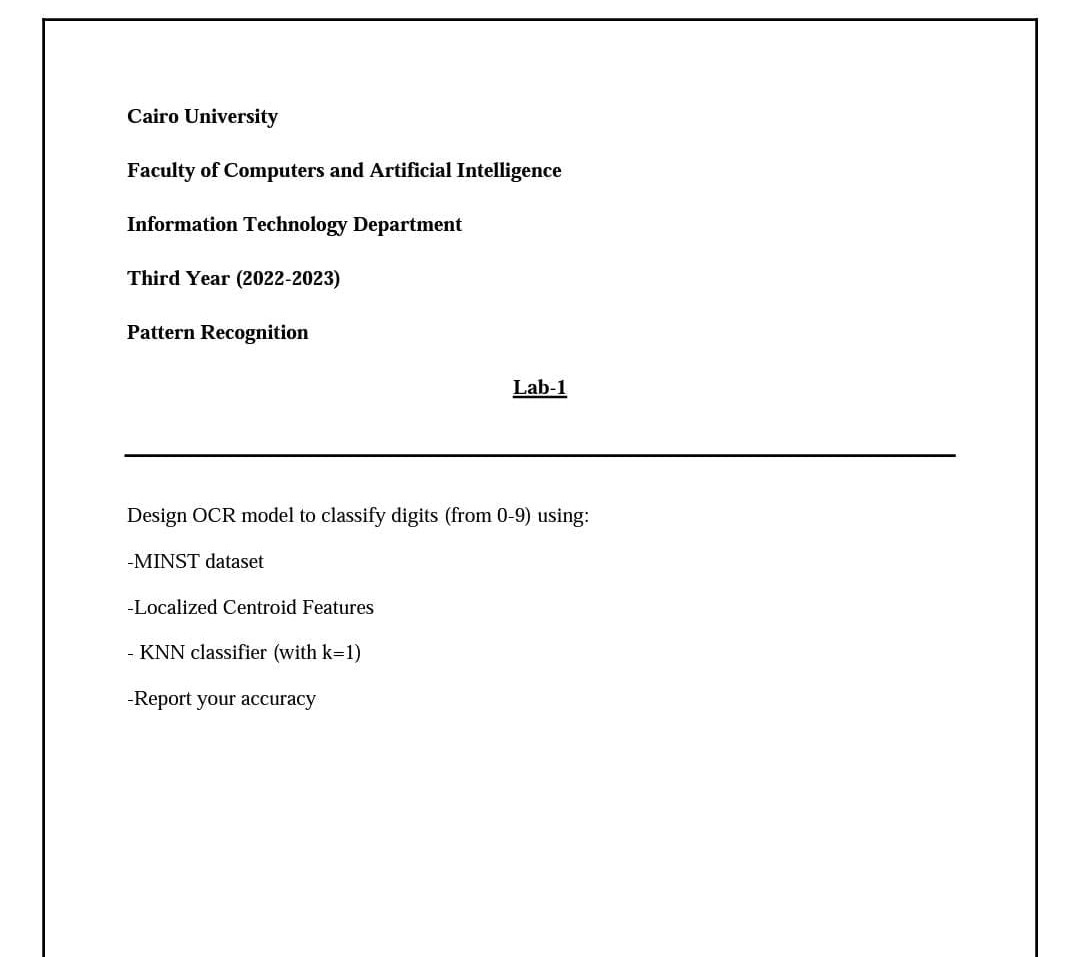 Cairo University
Faculty of Computers and Artificial Intelligence
Information Technology Department
Third Year (2022-2023)
Pattern Recognition
Lab-1
Design OCR model to classify digits (from 0-9) using:
-MINST dataset
-Localized Centroid Features
- KNN classifier (with k=1)
-Report your accuracy